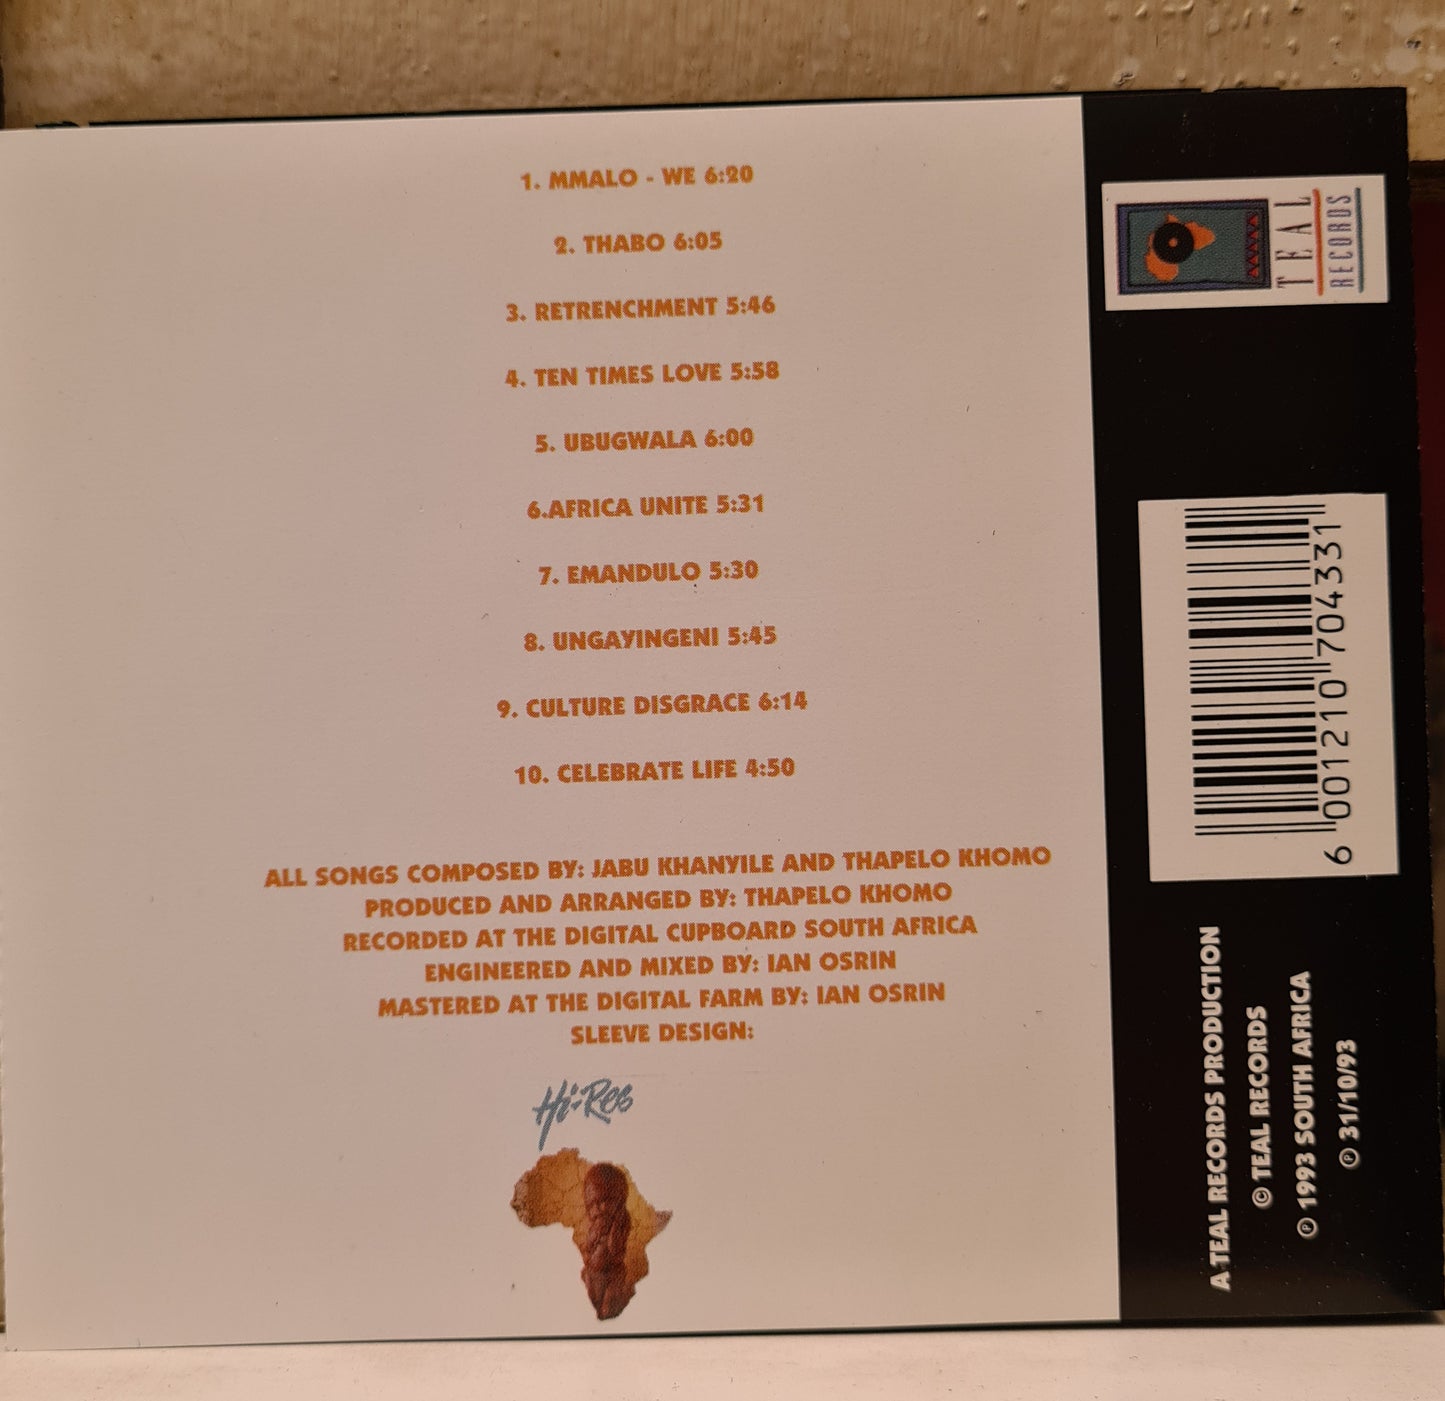 1. MMALO - WE 6:20
2. THABO 6:05
3. RETRENCHMENT 5:46
4. TEN TIMES LOVE 5:58
5. UBUGWALA 6:00
6.AFRICA UNITE 5:31
7. EMANDULO 5:30
8. UNGAYINGENI 5:45
9. CULTURE DISGRACE 6:14
10. CELEBRATE LIFE 4:50
ALL SONGS COMPOSED BY: JABU KHANYILE AND THAPELO KHOMO
PRODUCED AND ARRANGED BY: THAPELO KHOMO
RECORDED AT THE DIGITAL CUPBOARD SOUTH AFRICA
ENGINEERED AND MIXED BY: IAN OSRIN
MASTERED AT THE DIGITAL FARM BY: IAN OSRIN
SLEEVE DESIGN:
Hi-Res
TEAL
RECORDS
6 001210 704331
A TEAL RECORDS PRODUCTION
© TEAL RECORDS
℗ 1993 SOUTH AFRICA
℗ 31/10/93